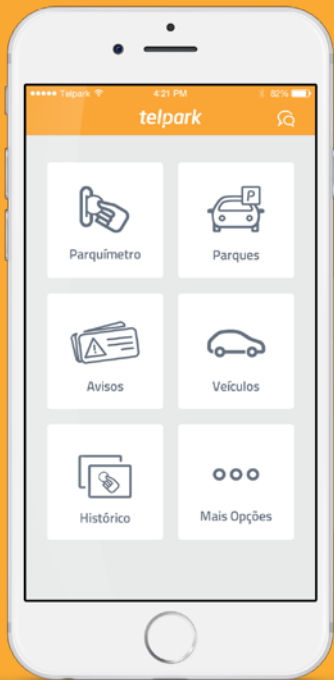 Telpark 4:21 PM 82%
telpark
Parquímetro Parques
P
Avisos Veículos
Histórico Mais Opções